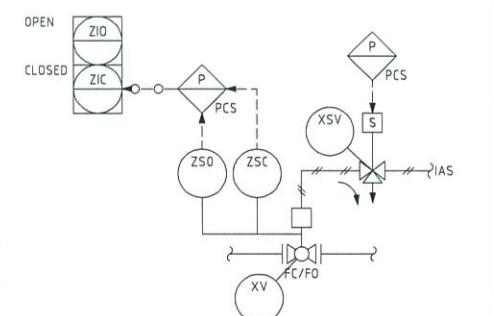 OPEN
ZIO
CLOSED
ZIC
P
PCS
P
PCS
XSV
S
ZSO
ZSC
IAS
FC/FO
XV